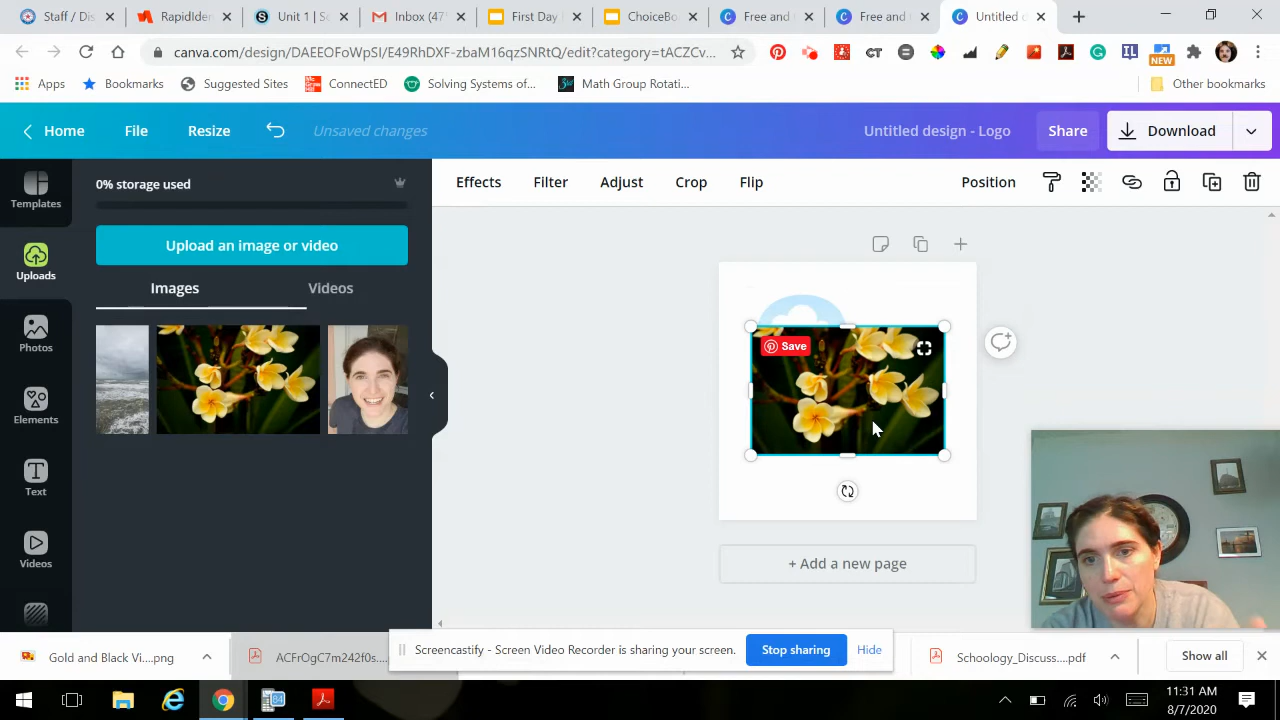 Staff / Dis
RapidIden
Unit 1 | Sc
Inbox (47
First Day
ChoiceBo
Free and
Free and
Untitled d
canva.com/design/DAEEOFoWpSI/E49RhDXF-zbaM16qzSNRtQ/edit?category=tACZCv...
NEW
Apps
Bookmarks
Suggested Sites
ConnectED
Solving Systems of...
Math Group Rotati...
Other bookmarks
Home
File
Resize
Unsaved changes
Untitled design - Logo
Share
Download
Templates
0% storage used
Effects
Filter
Adjust
Crop
Flip
Position
Uploads
Upload an image or video
Images
Videos
Photos
Save
Elements
Text
Videos
+ Add a new page
Gold and Black Vi....png
ACFrOgC7m242f0s....
Screencastify - Screen Video Recorder is sharing your screen.
Stop sharing
Hide
Schoology_Discuss....pdf
Show all
11:31 AM
8/7/2020